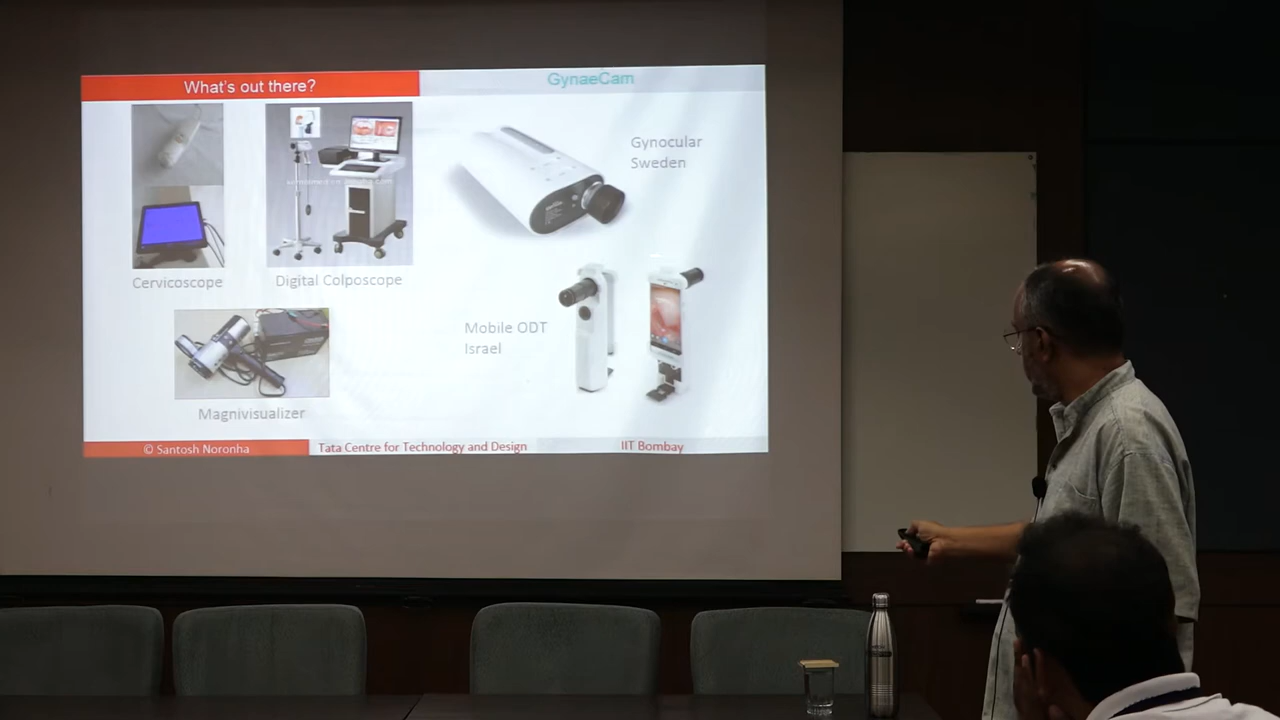 What's out there?
GynaeCam
Gynocular
Sweden
Cervicoscope
Digital Colposcope
Mobile ODT
Israel
Magnivisualizer
© Santosh Noronha
Tata Centre for Technology and Design
IIT Bombay